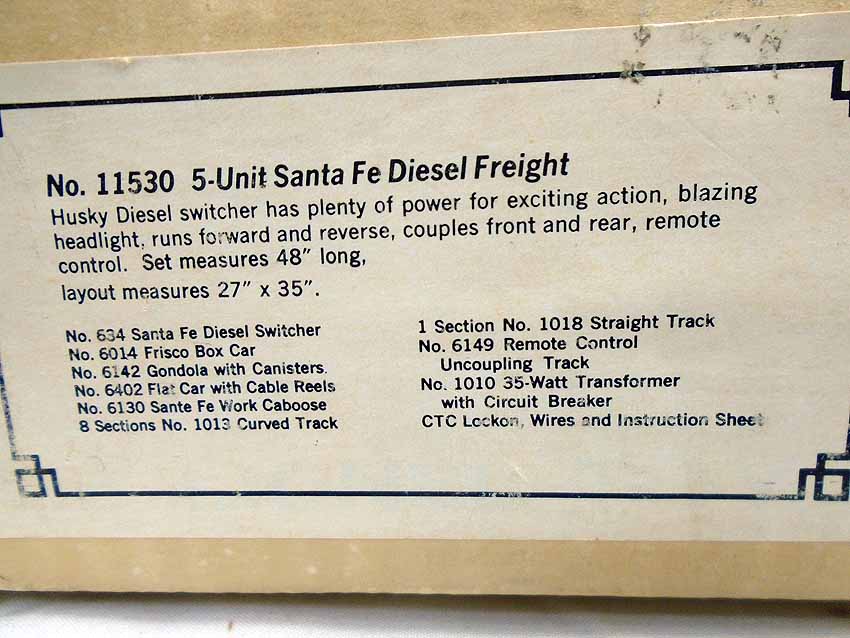 No. 11530 5-Unit Santa Fe Diesel Freight
Husky Diesel switcher has plenty of power for exciting action, blazing
headlight, runs forward and reverse, couples front and rear, remote
control. Set measures 48" long,
layout measures 27" x 35".
No. 634 Santa Fe Diesel Switcher
No. 6014 Frisco Box Car
No. 6142 Gondola with Canisters.
No. 6402 Flat Car with Cable Reels
No. 6130 Sante Fe Work Caboose
8 Sections No. 1013 Curved Track
1 Section No. 1018 Straight Track
No. 6149 Remote Control
Uncoupling Track
No. 1010 35-Watt Transformer
with Circuit Breaker
CTC Lockon, Wires and Instruction Sheet